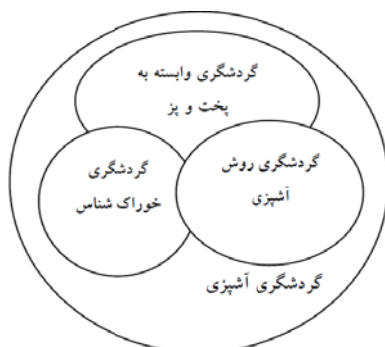 گردشگری وابسته به
پخت و پز
گردشگری روش
آشپزی
گردشگری
خوراک شناس
گردشگری آشپزی